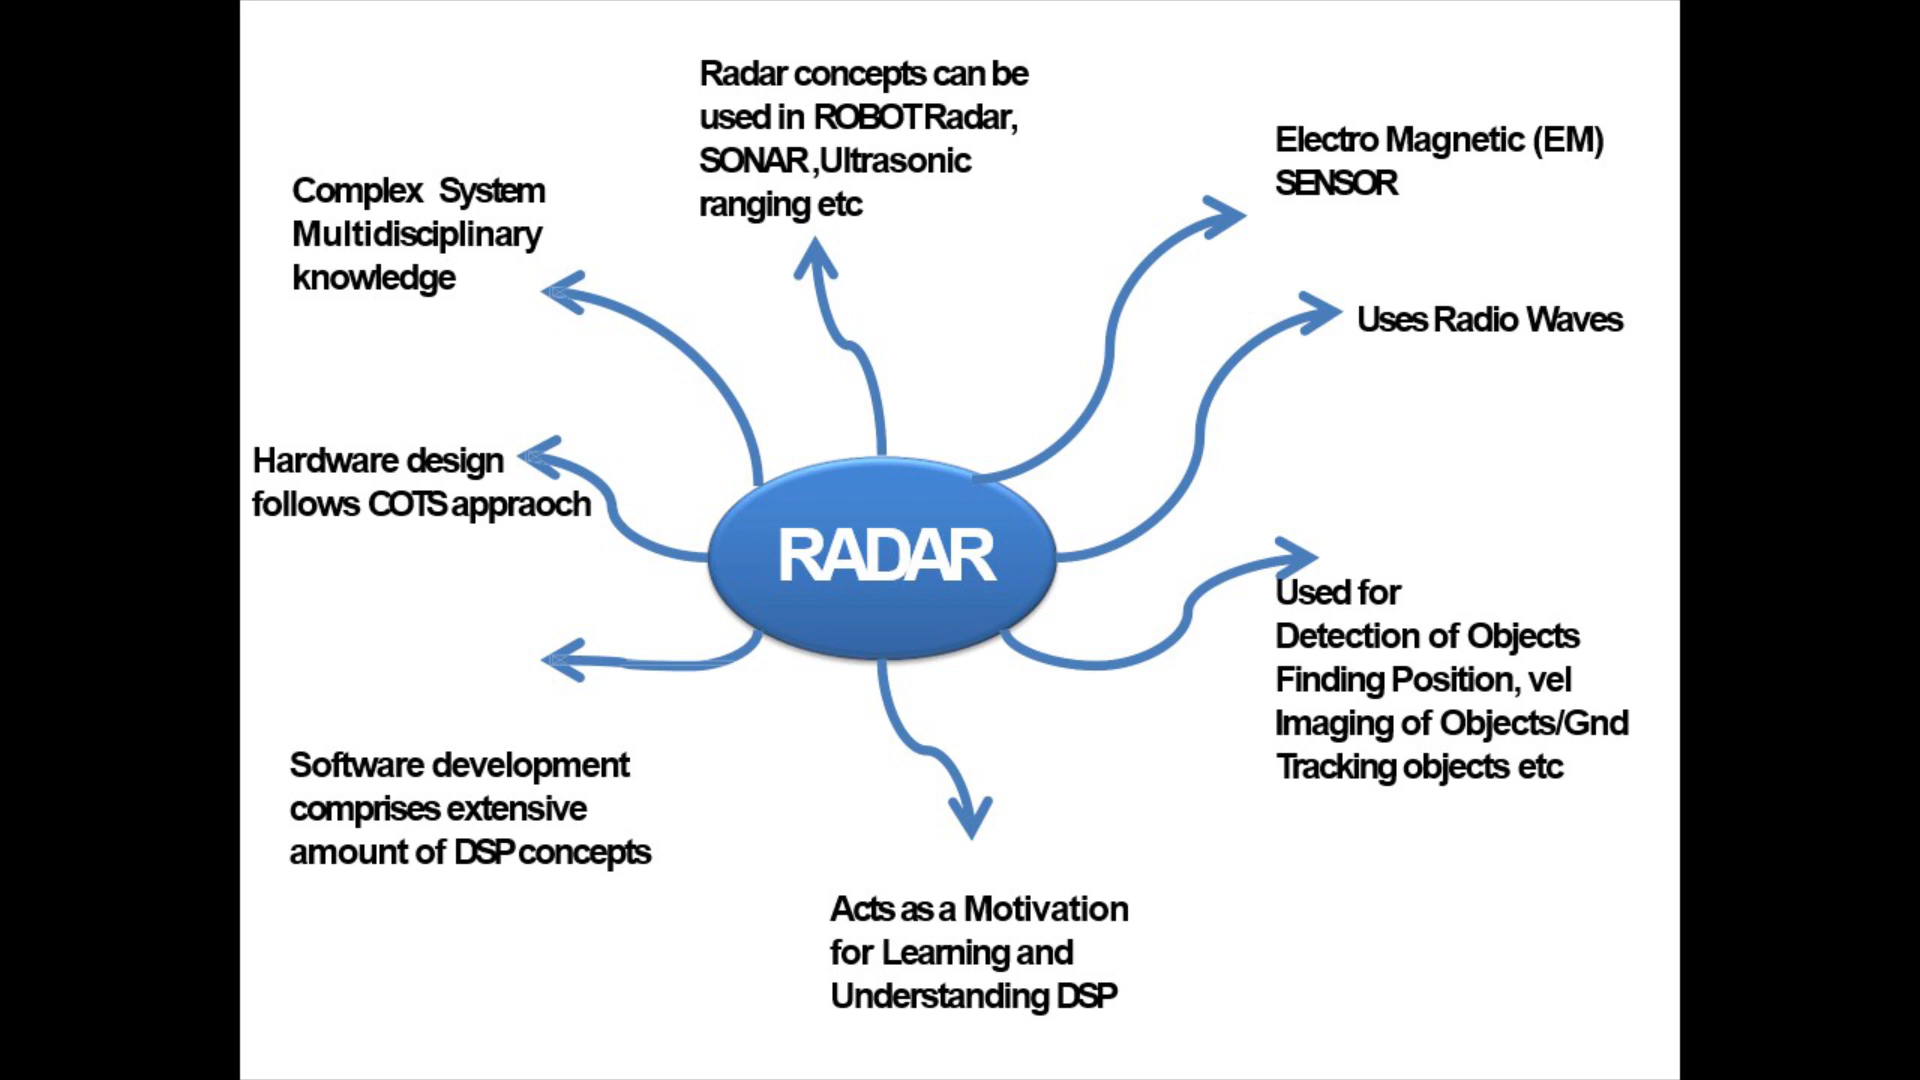 Radar concepts can be
used in ROBOT Radar,
SONAR ,Ultrasonic
ranging etc
Electro Magnetic (EM)
SENSOR
Complex System
Multidisciplinary
knowledge
Uses Radio Waves
Hardware design
follows COTS appraoch
RADAR
Used for
Detection of Objects
Finding Position, vel
Imaging of Objects/Gnd
Tracking objects etc
Software development
comprises extensive
amount of DSP concepts
Acts as a Motivation
for Learning and
Understanding DSP